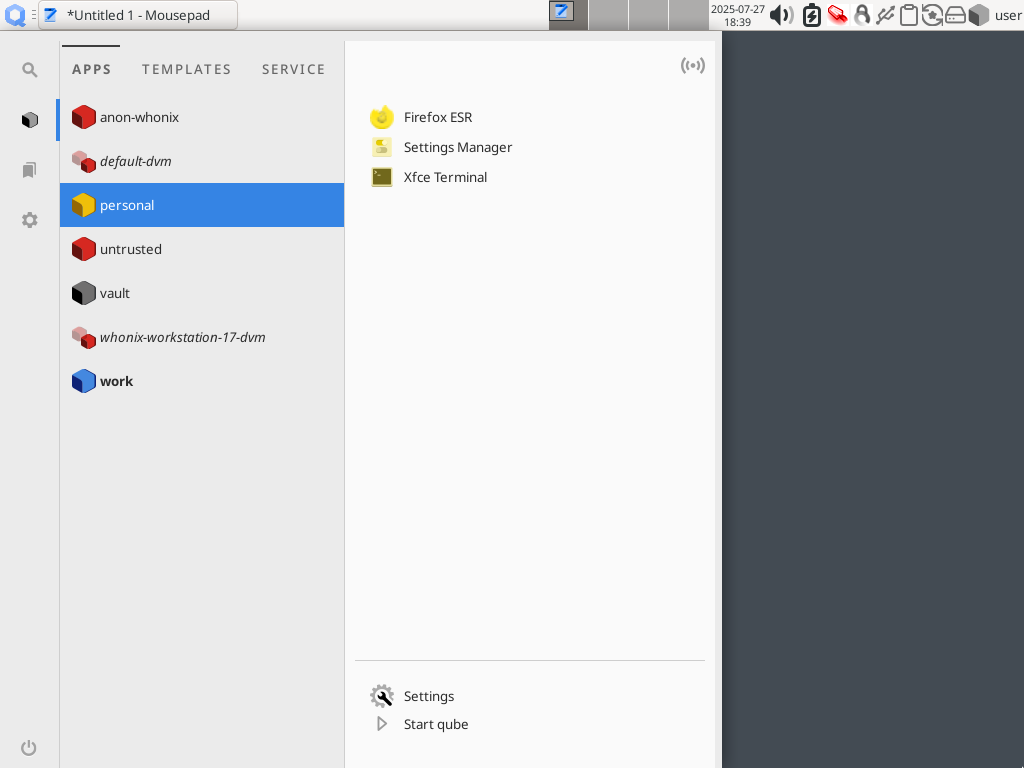 *Untitled 1 - Mousepad
2025-07-27
18:39
user
APPS TEMPLATES SERVICE
anon-whonix
default-dvm
personal
untrusted
vault
whonix-workstation-17-dvm
work
Firefox ESR
Settings Manager
Xfce Terminal
Settings
Start qube